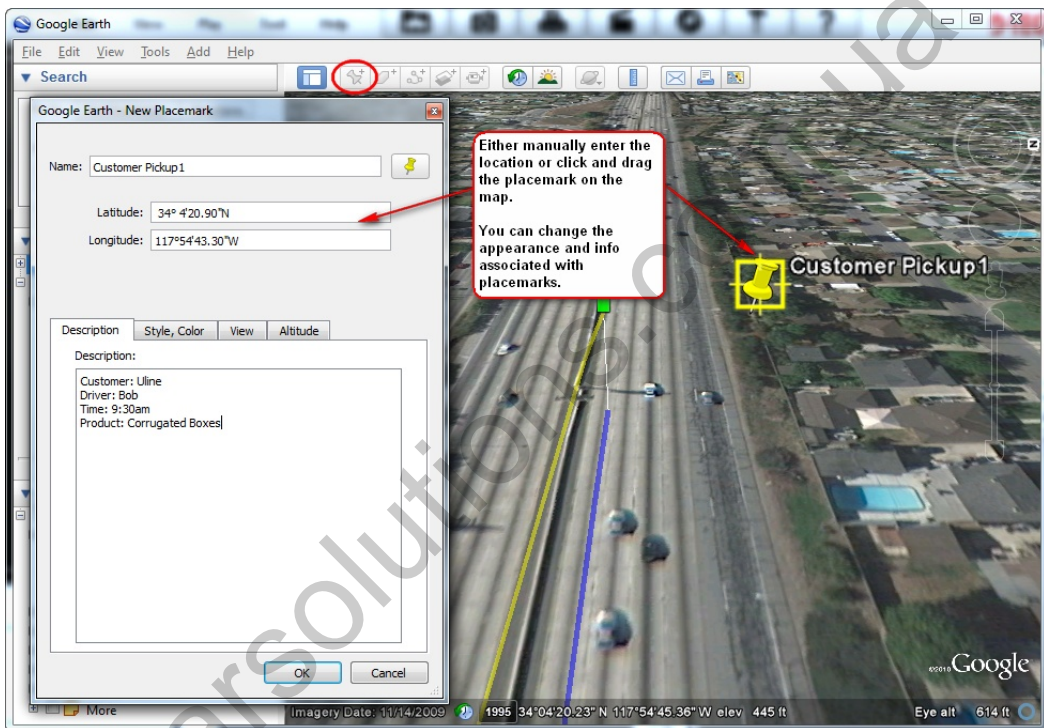 Google Earth
File Edit View Tools Add Help
Search
Google Earth - New Placemark
Name: Customer Pickup1
Latitude: 34° 4'20.90"N
Longitude: 117°54'43.30"W
Description Style, Color View Altitude
Description:
Customer: Uline
Driver: Bob
Time: 9:30am
Product: Corrugated Boxes
OK Cancel
More
Either manually enter the
location or click and drag
the placemark on the
map.
You can change the
appearance and info
associated with
placemarks.
N
Customer Pickup1
©2010 Google
Imagery Date: 11/14/2009 1995 34°04'20.23" N 117°54'45.36" W elev 445 ft Eye alt 614 ft